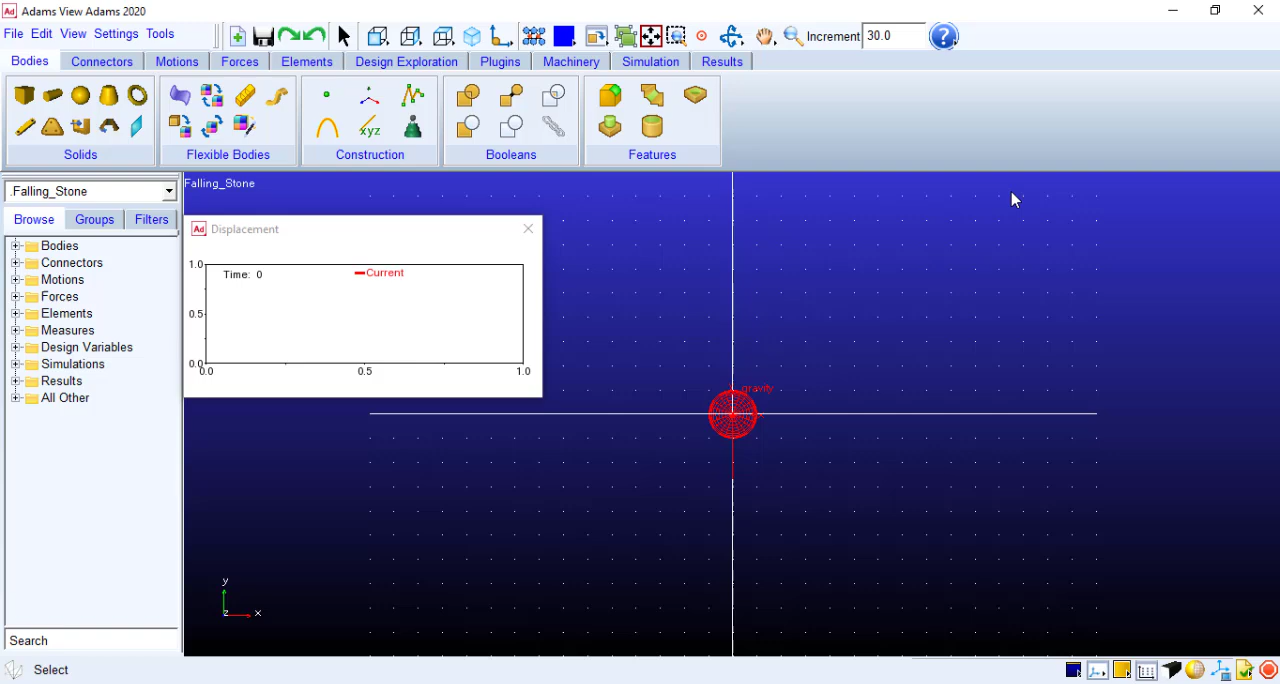 Ad Adams View Adams 2020
File Edit View Settings Tools
Increment 30.0 ?
Bodies Connectors Motions Forces Elements Design Exploration Plugins Machinery Simulation Results
xyz
Solids Flexible Bodies Construction Booleans Features
.Falling_Stone
Falling_Stone
Browse Groups Filters
Ad Displacement
Bodies
Connectors
Motions
Forces
Elements
Measures
Design Variables
Simulations
Results
All Other
1.0
Time: 0
Current
0.5
0.0
0.0 0.5 1.0
gravity
x
y
z x
Search
Select